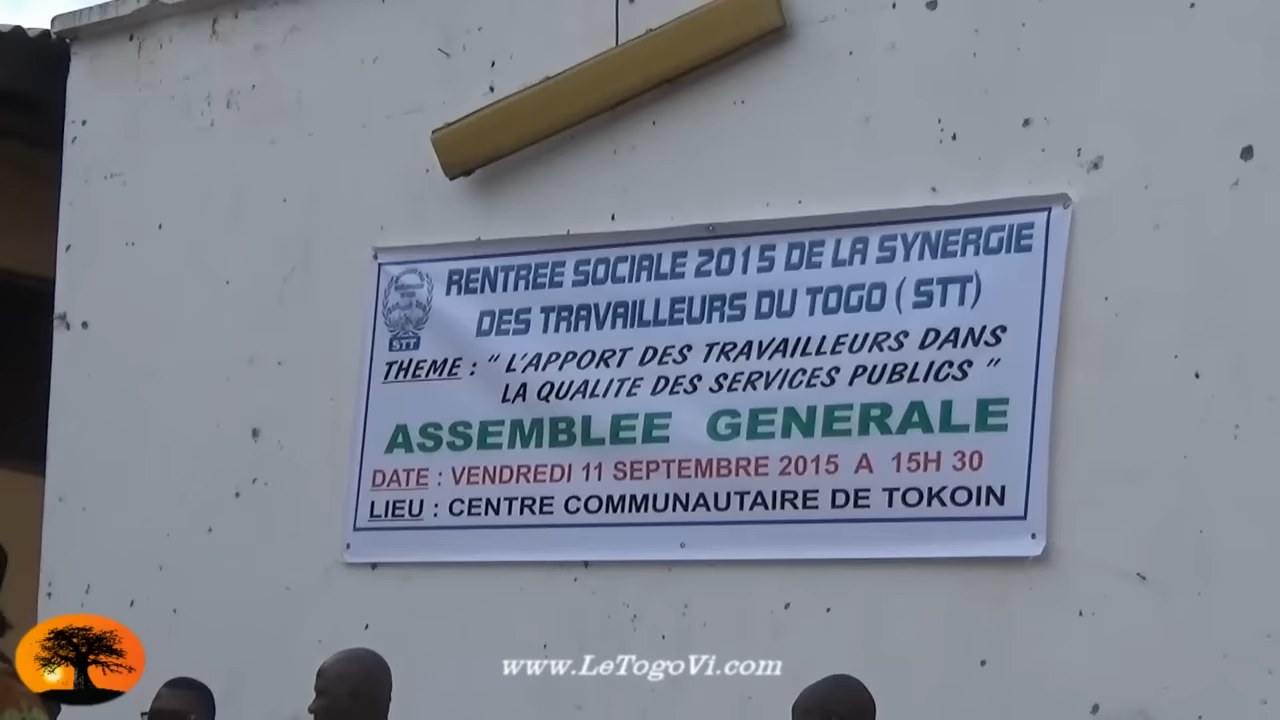 RENTREE SOCIALE 2015 DE LA SYNERGIE
DES TRAVAILLEURS DU TOGO ( STT)
STT
THEME : “ L'APPORT DES TRAVAILLEURS DANS
LA QUALITE DES SERVICES PUBLICS ”
ASSEMBLEE GENERALE
DATE : VENDREDI 11 SEPTEMBRE 2015 A 15H 30
LIEU : CENTRE COMMUNAUTAIRE DE TOKOIN
www.LeTogoVi.com